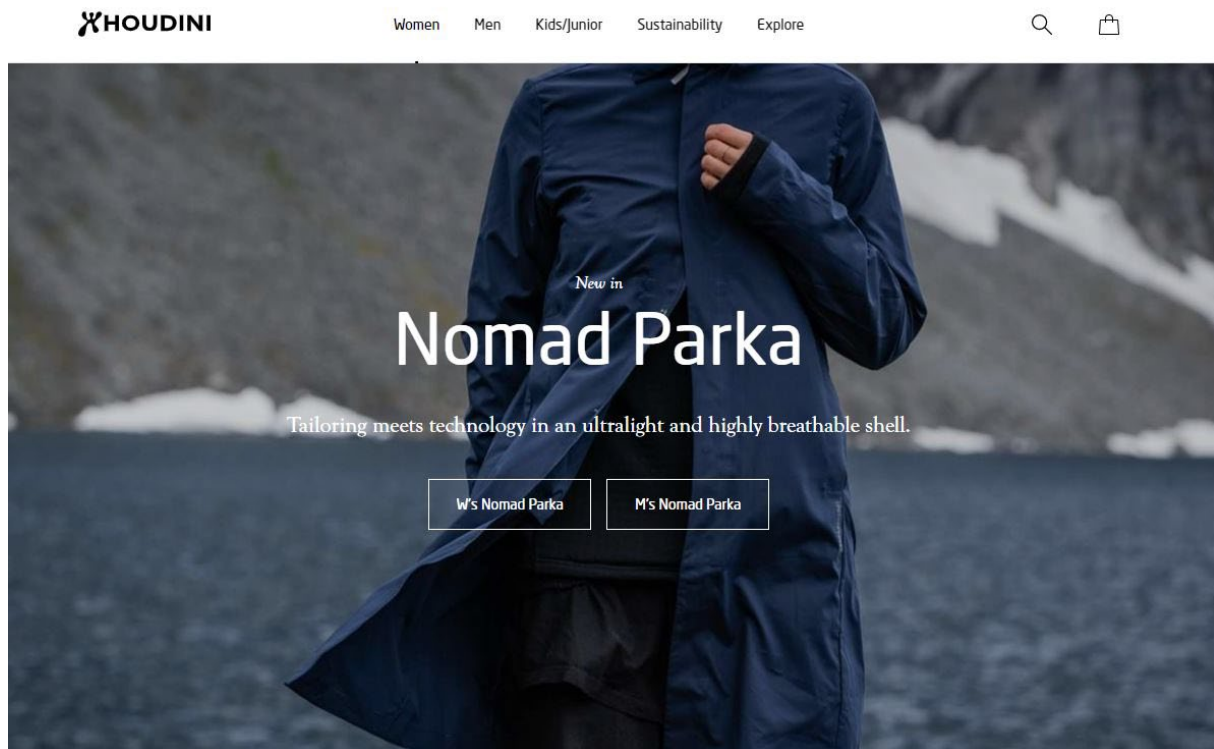 HOUDINI
Women Men Kids/Junior Sustainability Explore
New in
Nomad Parka
Tailoring meets technology in an ultralight and highly breathable shell.
W's Nomad Parka M's Nomad Parka